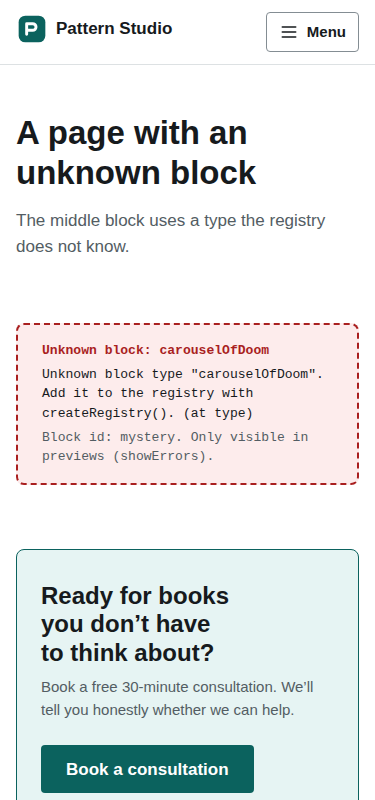 Pattern Studio
Menu
A page with an
unknown block
The middle block uses a type the registry
does not know.
Unknown block: carouselOfDoom
Unknown block type "carouselOfDoom".
Add it to the registry with
createRegistry(). (at type)
Block id: mystery. Only visible in
previews (showErrors).
Ready for books
you don’t have
to think about?
Book a free 30-minute consultation. We’ll
tell you honestly whether we can help.
Book a consultation